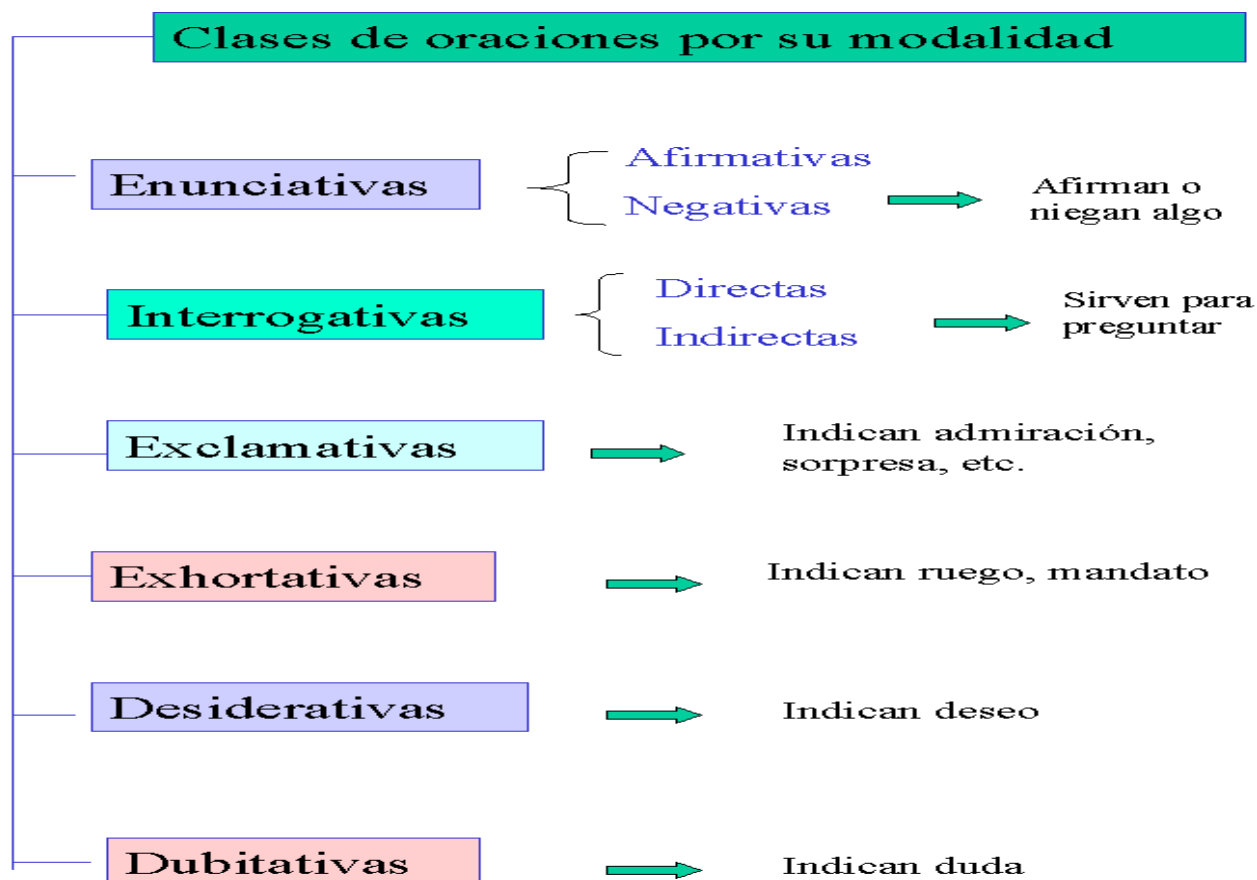 Clases de oraciones por su modalidad
Enunciativas
Afirmativas
Negativas
Afirman o
niegan algo
Interrogativas
Directas
Indirectas
Sirven para
preguntar
Exclamativas
Indican admiración,
sorpresa, etc.
Exhortativas
Indican ruego, mandato
Desiderativas
Indican deseo
Dubitativas
Indican duda